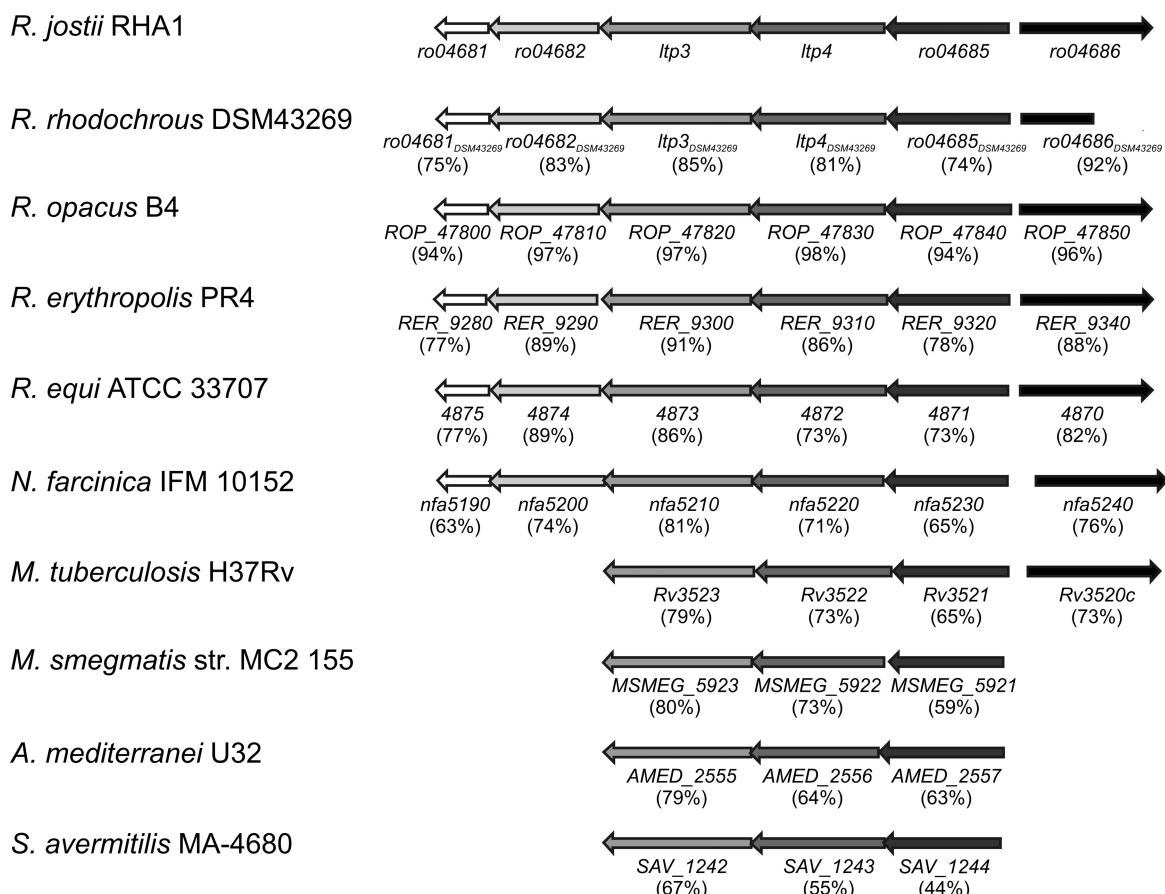 R. jostii RHA1
ro04681 ro04682 ltp3 ltp4 ro04685 ro04686
R. rhodochrous DSM43269
ro04681DSM43269 ro04682DSM43269 ltp3DSM43269 ltp4DSM43269 ro04685DSM43269 ro04686DSM43269
(75%) (83%) (85%) (81%) (74%) (92%)
R. opacus B4
ROP_47800 ROP_47810 ROP_47820 ROP_47830 ROP_47840 ROP_47850
(94%) (97%) (97%) (98%) (94%) (96%)
R. erythropolis PR4
RER_9280 RER_9290 RER_9300 RER_9310 RER_9320 RER_9340
(77%) (89%) (91%) (86%) (78%) (88%)
R. equi ATCC 33707
4875 4874 4873 4872 4871 4870
(77%) (89%) (86%) (73%) (73%) (82%)
N. farcinica IFM 10152
nfa5190 nfa5200 nfa5210 nfa5220 nfa5230 nfa5240
(63%) (74%) (81%) (71%) (65%) (76%)
M. tuberculosis H37Rv
Rv3523 Rv3522 Rv3521 Rv3520c
(79%) (73%) (65%) (73%)
M. smegmatis str. MC2 155
MSMEG_5923 MSMEG_5922 MSMEG_5921
(80%) (73%) (59%)
A. mediterranei U32
AMED_2555 AMED_2556 AMED_2557
(79%) (64%) (63%)
S. avermitilis MA-4680
SAV_1242 SAV_1243 SAV_1244
(67%) (55%) (44%)